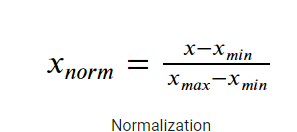 x_norm = (x−x_min) / (x_max−x_min)
Normalization